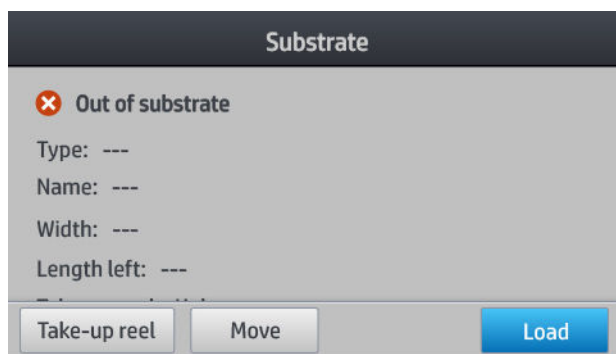 Substrate
Out of substrate
Type: ---
Name: ---
Width: ---
Length left: ---
Take-up reel Move Load